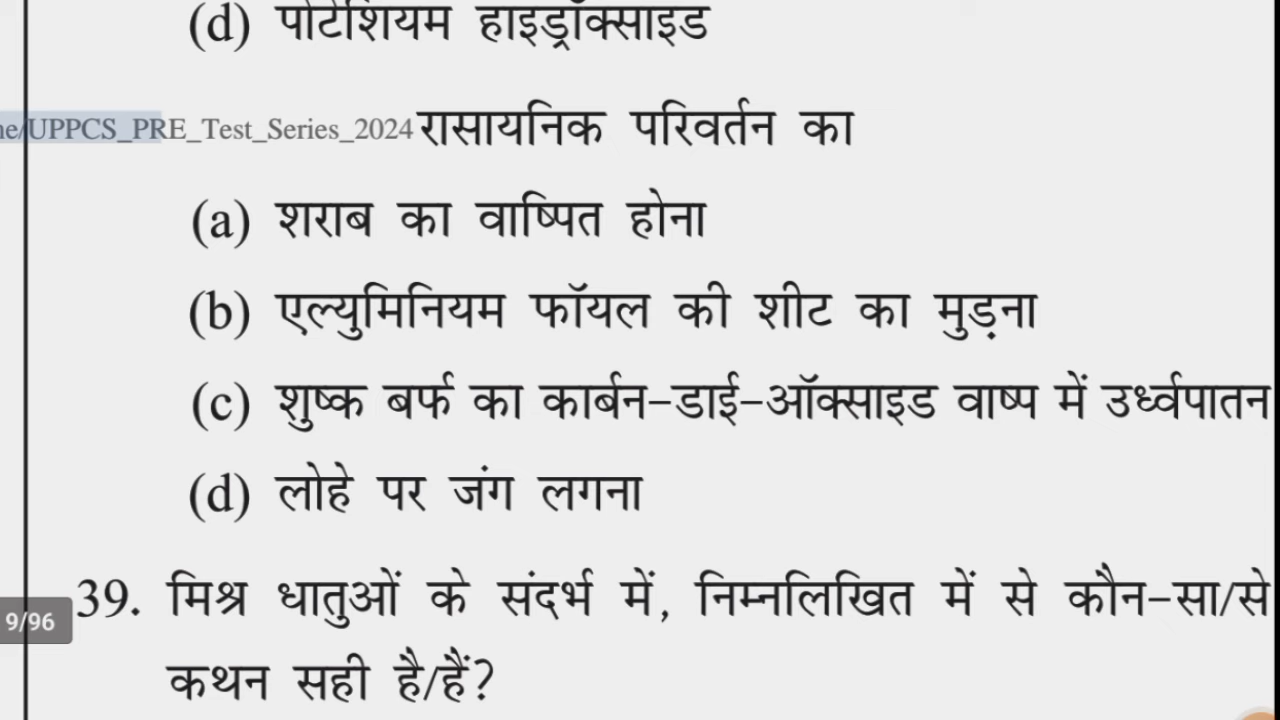 (d) पोटेशियम हाइड्रॉक्साइड
ne/UPPCS_PRE_Test_Series_2024 रासायनिक परिवर्तन का
(a) शराब का वाष्पित होना
(b) एल्युमिनियम फॉयल की शीट का मुड़ना
(c) शुष्क बर्फ का कार्बन-डाई-ऑक्साइड वाष्प में उर्ध्वपातन
(d) लोहे पर जंग लगना
39. मिश्र धातुओं के संदर्भ में, निम्नलिखित में से कौन-सा/से
9/96
कथन सही है/हैं?